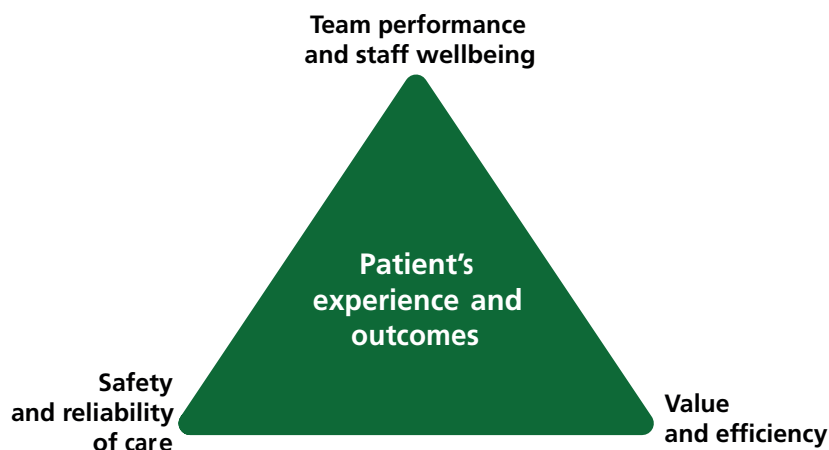 Team performance
and staff wellbeing
Patient's
experience and
outcomes
Safety
and reliability
of care
Value
and efficiency